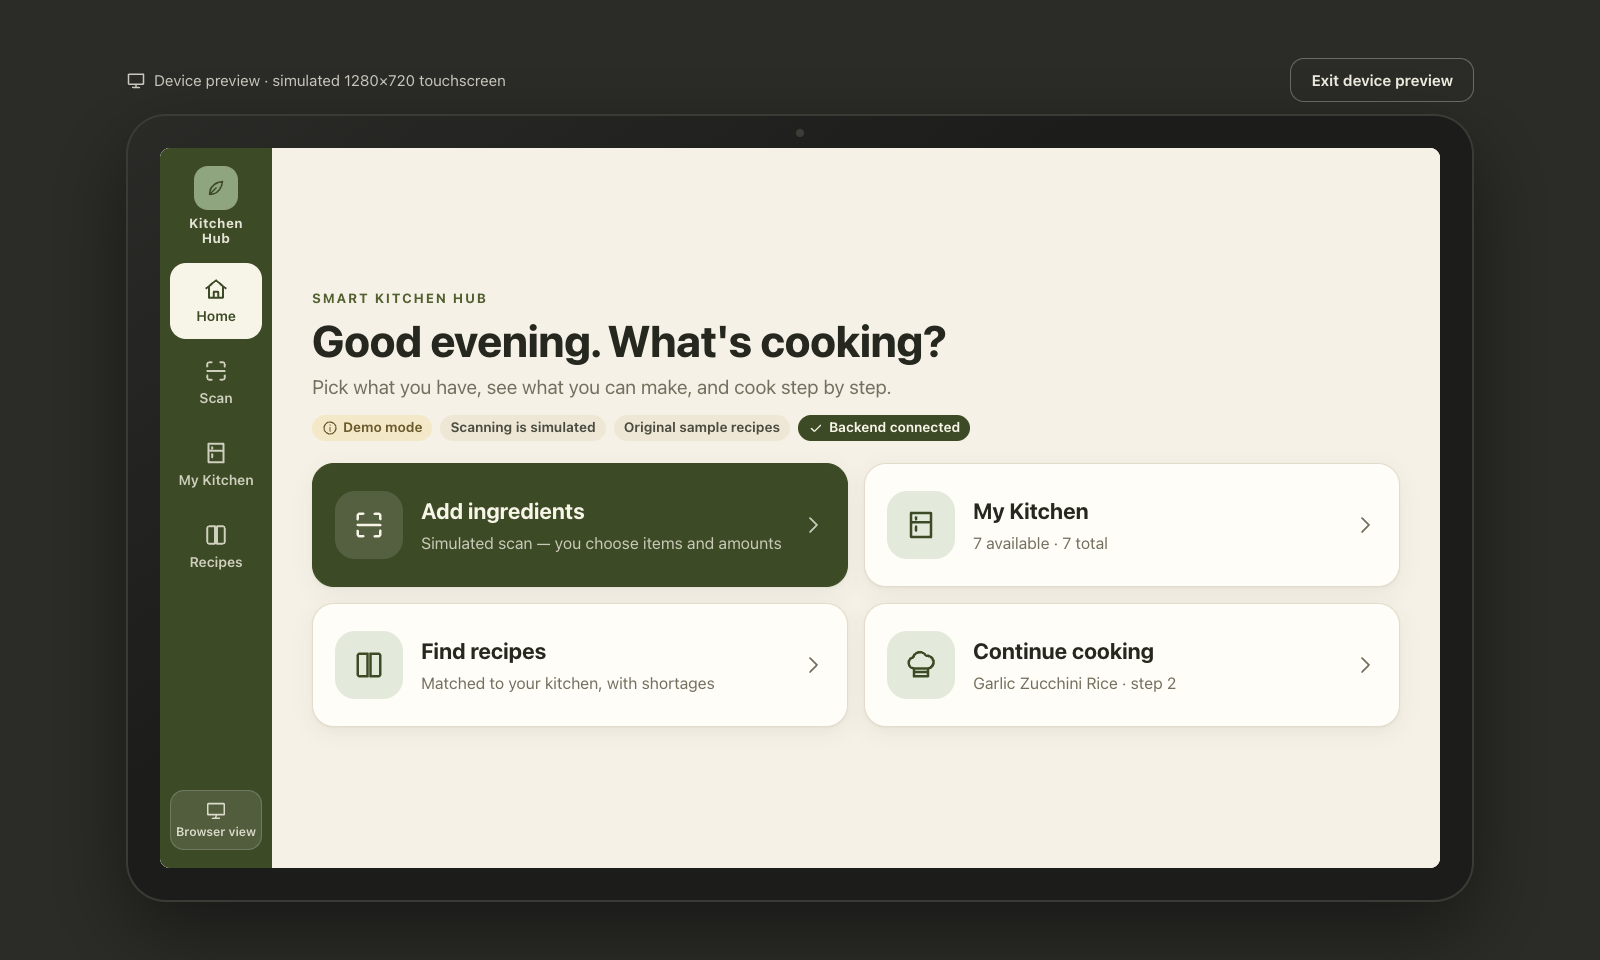 Device preview · simulated 1280×720 touchscreen
Exit device preview
Kitchen
Hub
Home
Scan
My Kitchen
Recipes
Browser view
SMART KITCHEN HUB
Good evening. What's cooking?
Pick what you have, see what you can make, and cook step by step.
Demo mode
Scanning is simulated
Original sample recipes
Backend connected
Add ingredients
Simulated scan — you choose items and amounts
My Kitchen
7 available · 7 total
Find recipes
Matched to your kitchen, with shortages
Continue cooking
Garlic Zucchini Rice · step 2